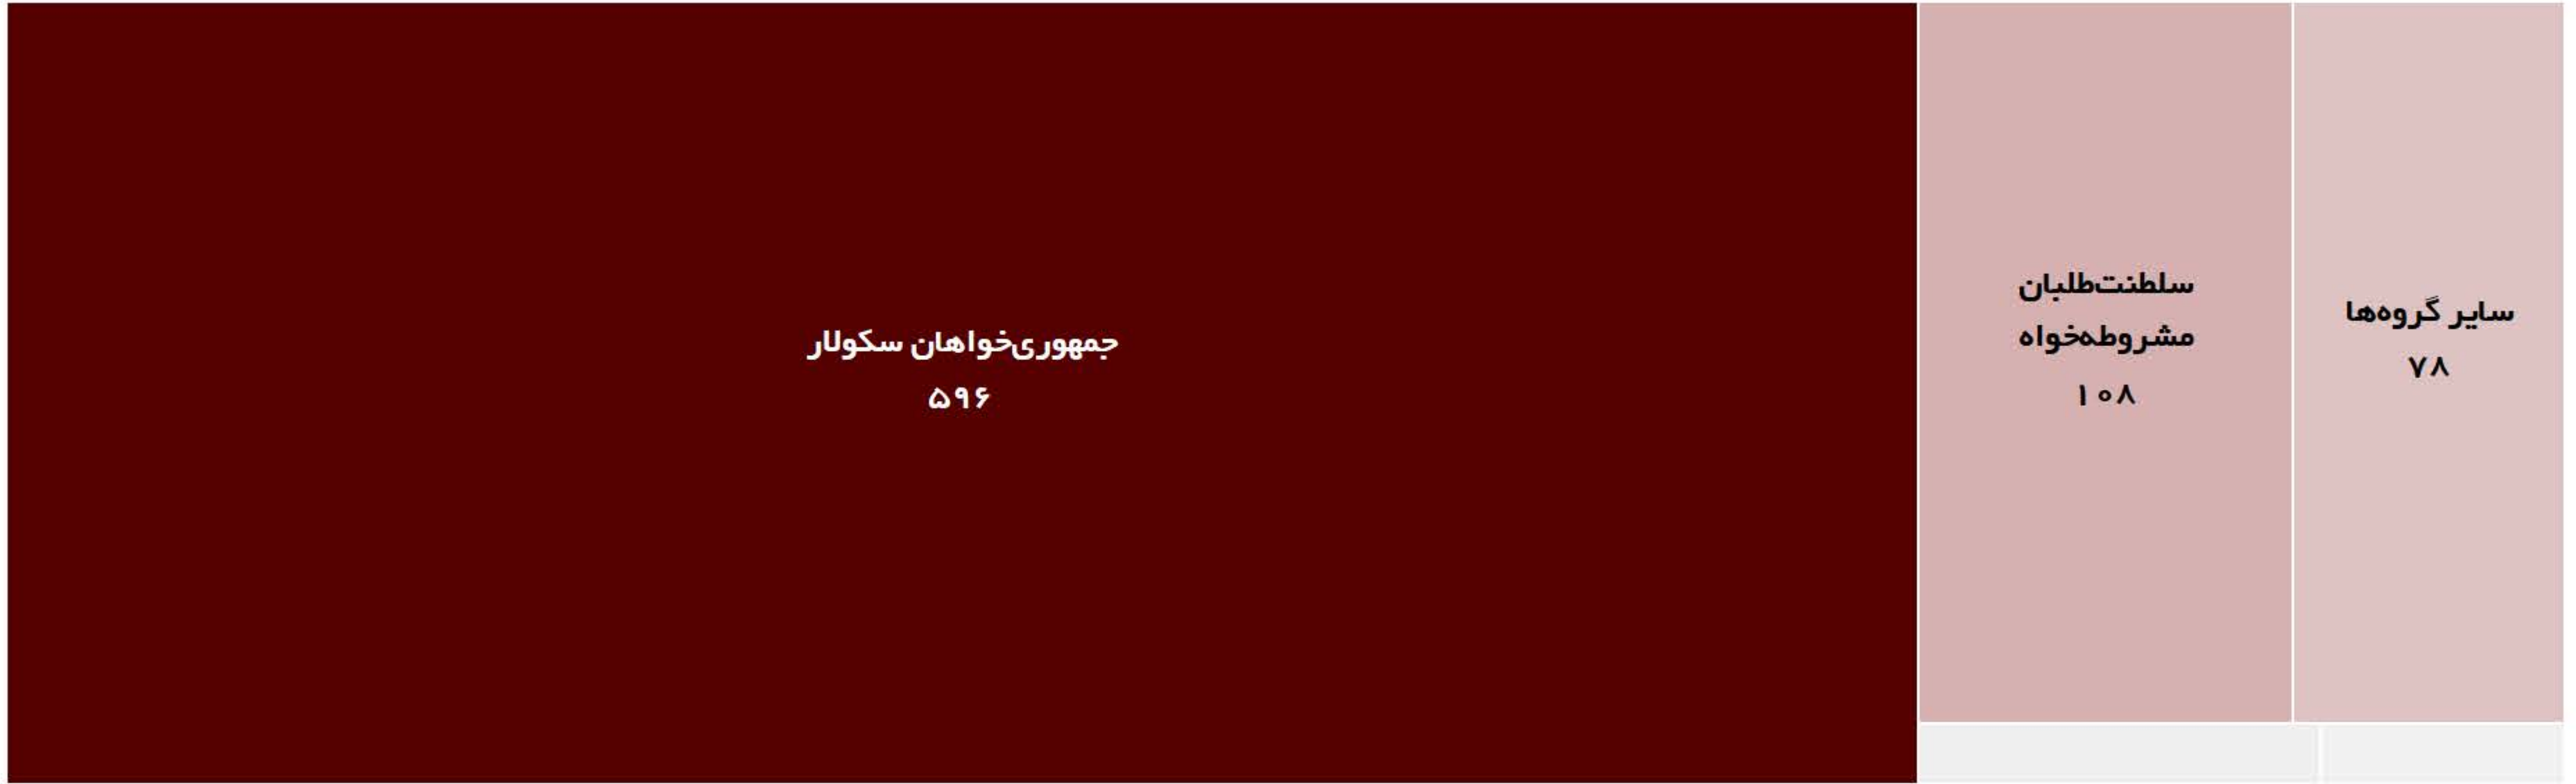 جمهوری‌خواهان سکولار
۵۹۶
سلطنت‌طلبان
مشروطه‌خواه
۱۰۸
سایر گروه‌ها
۷۸